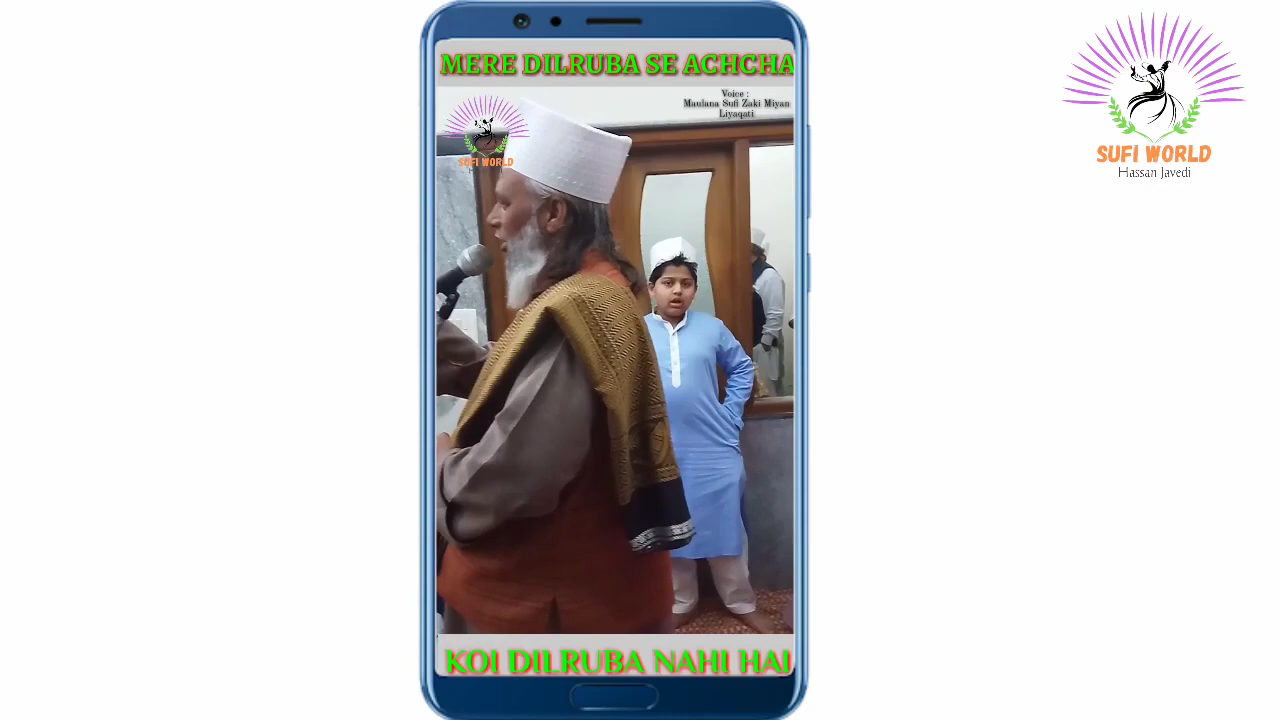 MERE DILRUBA SE ACHCHA
Voice :
Maulana Sufi Zaki Miyan
Liyaqati
SUFI WORLD
KOI DILRUBA NAHI HAI
SUFI WORLD
Hassan Javedi